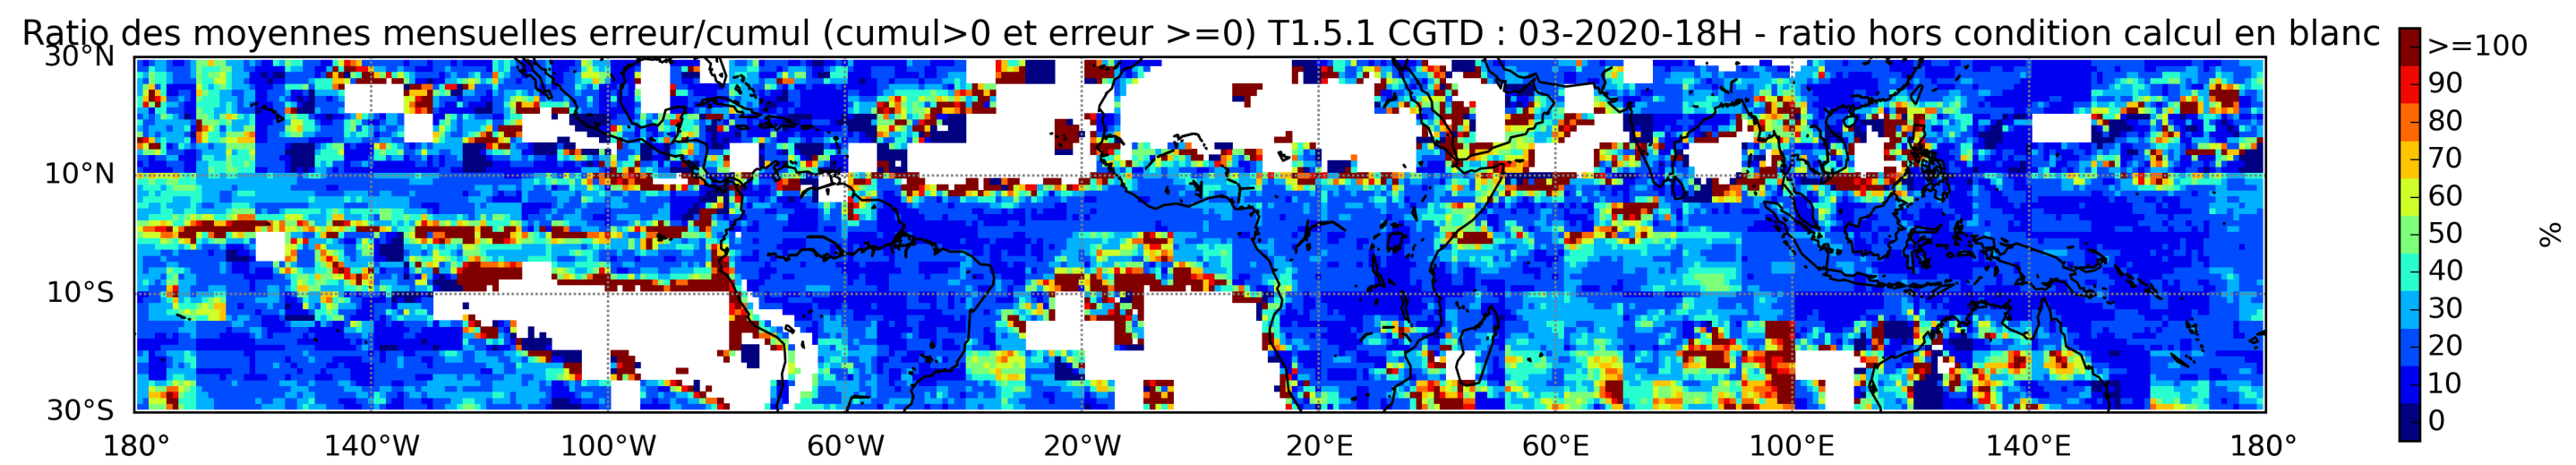 Ratio des moyennes mensuelles erreur/cumul (cumul>0 et erreur >=0) T1.5.1 CGTD : 03-2020-18H - ratio hors condition calcul en blanc
30°N
10°N
10°S
30°S
180° 140°W 100°W 60°W 20°W 20°E 60°E 100°E 140°E 180°
>=100
90
80
70
60
50
40
30
20
10
0
%